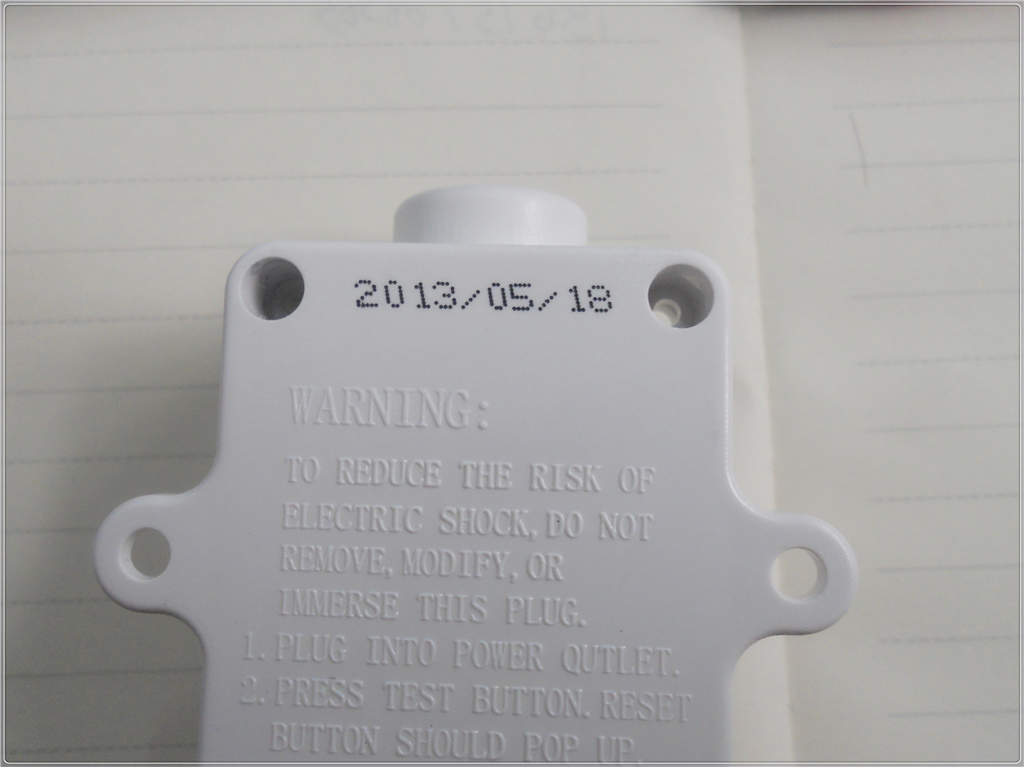 2013/05/18
WARNING:
TO REDUCE THE RISK OF
ELECTRIC SHOCK, DO NOT
REMOVE, MODIFY, OR
IMMERSE THIS PLUG.
1. PLUG INTO POWER QUTLET.
2. PRESS TEST BUTTON. RESET
BUTTON SHOULD POP UP.